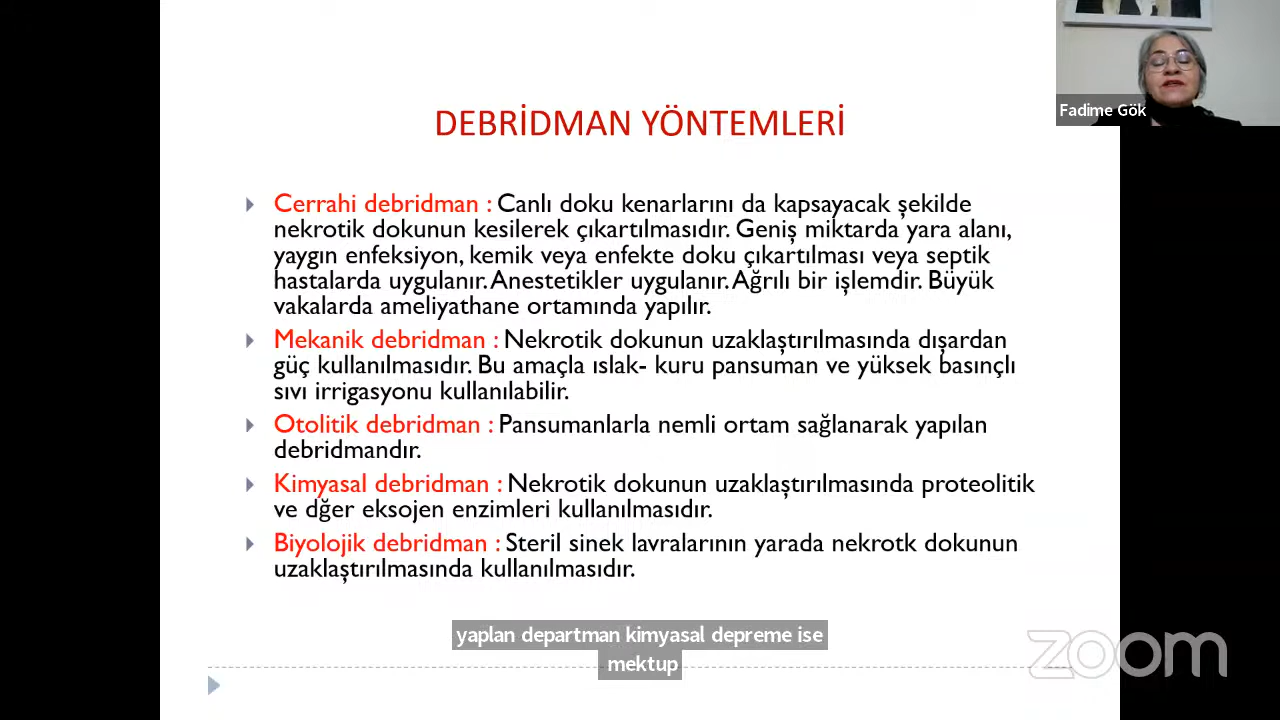 Fadime Gök
DEBRİDMAN YÖNTEMLERİ
Cerrahi debridman : Canlı doku kenarlarını da kapsayacak şekilde
nekrotik dokunun kesilerek çıkartılmasıdır. Geniş miktarda yara alanı,
yaygın enfeksiyon, kemik veya enfekte doku çıkartılması veya septik
hastalarda uygulanır. Anestetikler uygulanır. Ağrılı bir işlemdir. Büyük
vakalarda ameliyathane ortamında yapılır.
Mekanik debridman : Nekrotik dokunun uzaklaştırılmasında dışardan
güç kullanılmasıdır. Bu amaçla ıslak- kuru pansuman ve yüksek basınçlı
sıvı irrigasyonu kullanılabilir.
Otolitik debridman : Pansumanlarla nemli ortam sağlanarak yapılan
debridmandır.
Kimyasal debridman : Nekrotik dokunun uzaklaştırılmasında proteolitik
ve dğer eksojen enzimleri kullanılmasıdır.
Biyolojik debridman : Steril sinek lavralarının yarada nekrotk dokunun
uzaklaştırılmasında kullanılmasıdır.
yaplan departman kimyasal depreme ise
mektup
zoom